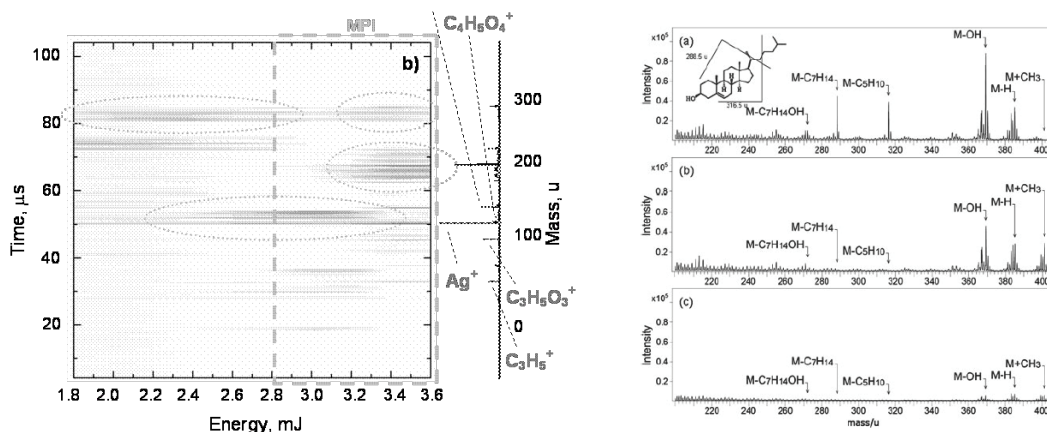 MPI
b)
C₄H₅O₄⁺
Time, μs
100
80
60
40
20
1.8 2.0 2.2 2.4 2.6 2.8 3.0 3.2 3.4 3.6
Energy, mJ
300
200
100
0
Mass, u
Ag⁺
C₃H₅O₃⁺
C₃H₅⁺
(a)
x10⁵
Intensity
0.8
0.6
0.4
0.2
HO
H
H
H
288.5 u
216.5 u
M-C₇H₁₄OH
M-C₇H₁₄
M-C₅H₁₀
M-OH
M-H
M+CH₃
220 240 260 280 300 320 340 360 380 400
(b)
x10⁵
Intensity
0.8
0.6
0.4
0.2
M-C₇H₁₄OH
M-C₇H₁₄
M-C₅H₁₀
M-OH
M-H
M+CH₃
220 240 260 280 300 320 340 360 380 400
(c)
x10⁵
Intensity
0.8
0.6
0.4
0.2
M-C₇H₁₄OH
M-C₇H₁₄
M-C₅H₁₀
M-OH
M-H
M+CH₃
220 240 260 280 300 320 340 360 380 400
mass/u